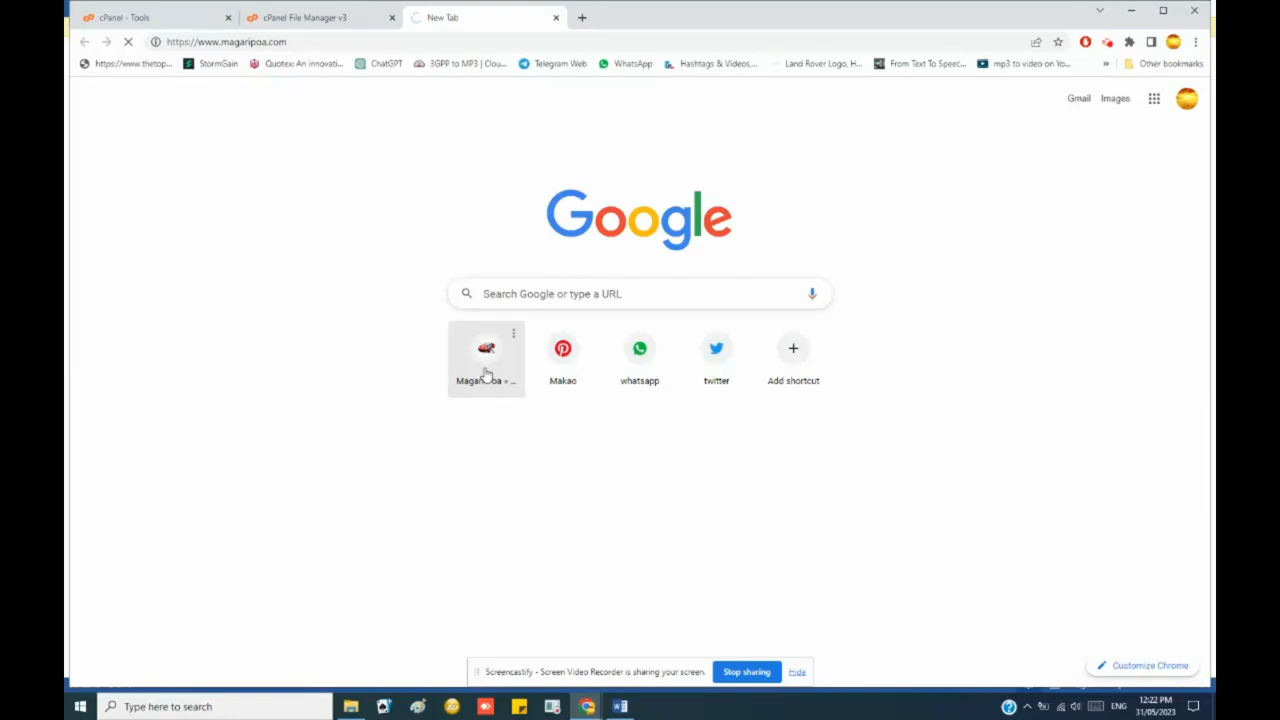 cPanel - Tools
cPanel File Manager v3
New Tab
https://www.magaripoa.com
https://www.thetop...
StormGain
Quotex: An innovati...
ChatGPT
3GPP to MP3 | Clou...
Telegram Web
WhatsApp
Hashtags & Videos,...
Land Rover Logo, H...
From Text To Speec...
mp3 to video on Yo...
»
Other bookmarks
Gmail
Images
Google
Search Google or type a URL
Makao
whatsapp
twitter
Add shortcut
Screencastify - Screen Video Recorder is sharing your screen.
Stop sharing
Hide
Customize Chrome
Type here to search
ENG
12:22 PM
31/05/2023